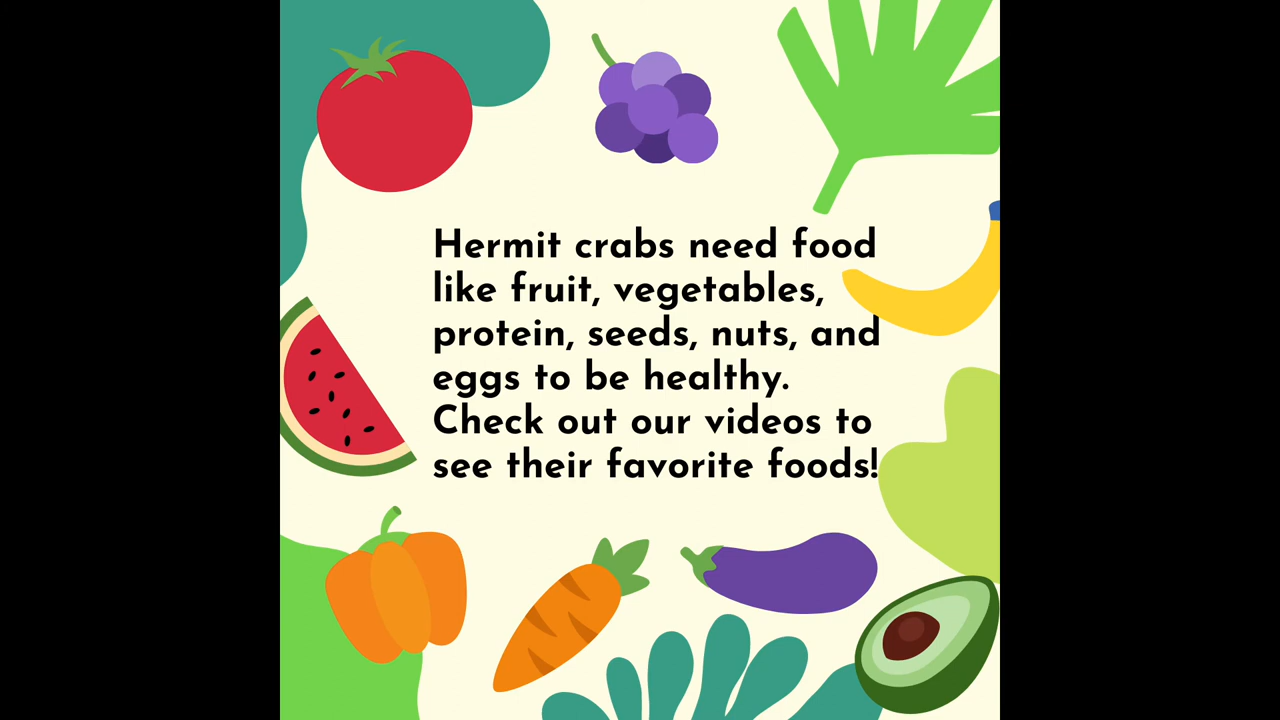 Hermit crabs need food
like fruit, vegetables,
protein, seeds, nuts, and
eggs to be healthy.
Check out our videos to
see their favorite foods!